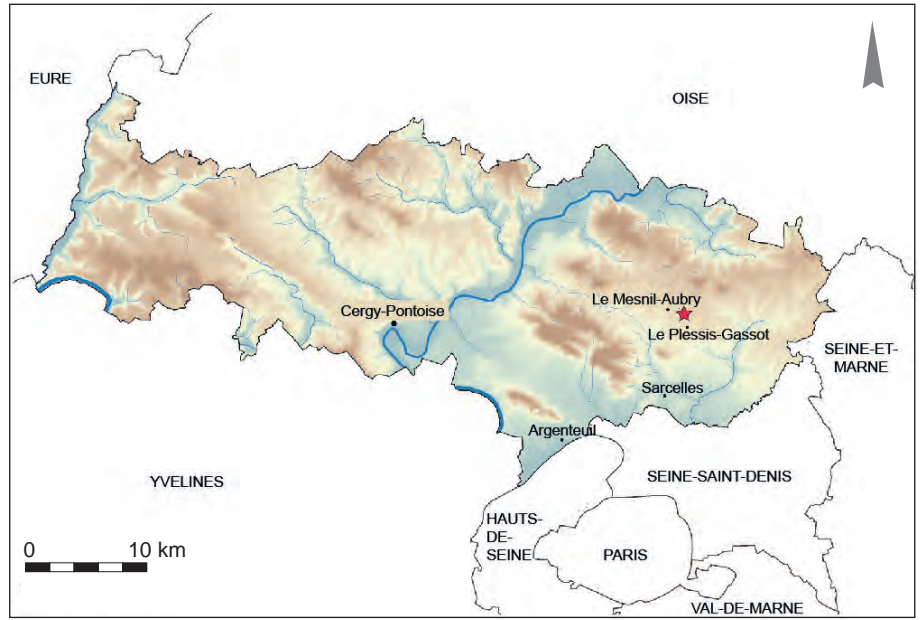 EURE
OISE
Le Mesnil-Aubry
Cergy-Pontoise
Le Plessis-Gassot
SEINE-ET-
MARNE
Sarcelles
Argenteuil
YVELINES
SEINE-SAINT-DENIS
HAUTS-
DE-
SEINE
PARIS
0 10 km
VAL-DE-MARNE